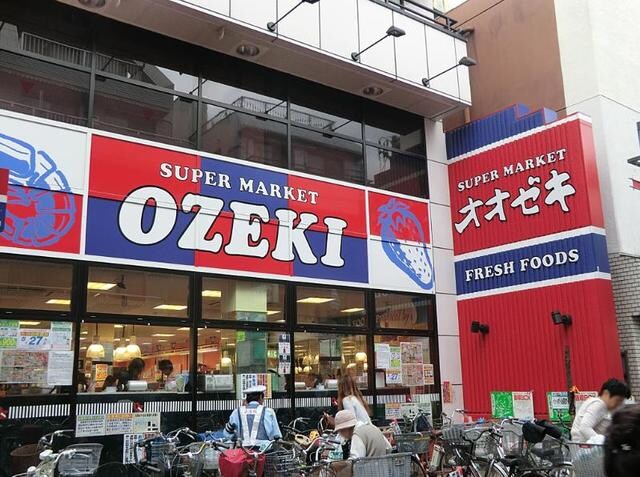 SUPER MARKET
OZEKI
SUPER MARKET
オオゼキ
FRESH FOODS